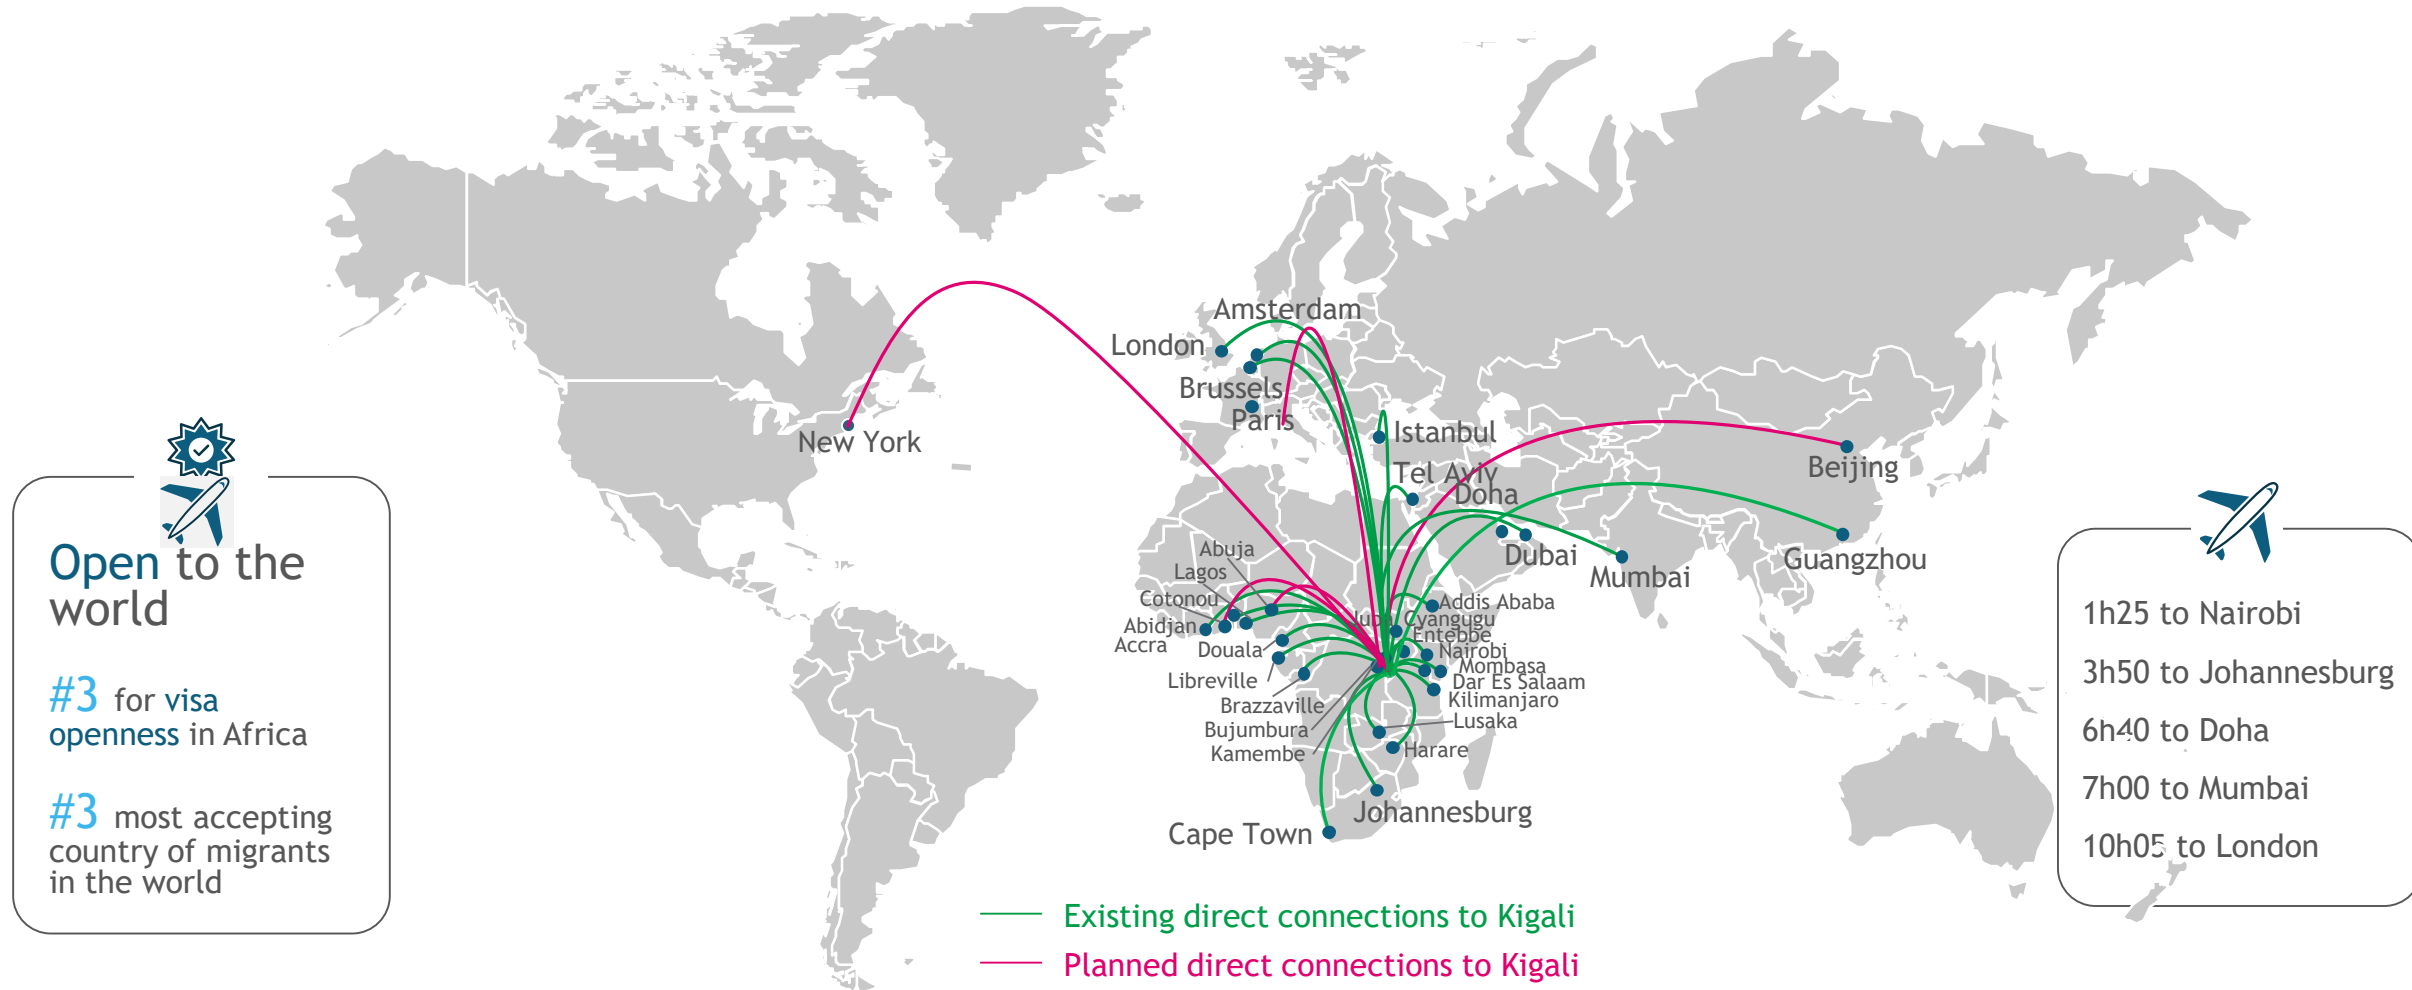 Open to the
world
#3 for visa
openness in Africa
#3 most accepting
country of migrants
in the world
Amsterdam
London
Brussels
Paris
New York
Istanbul
Tel Aviv
Doha
Dubai
Mumbai
Beijing
Guangzhou
Abuja
Lagos
Cotonou
Abidjan
Accra
Douala
Libreville
Brazzaville
Bujumbura
Kamembe
Addis Ababa
Cyangugu
Entebbe
Nairobi
Mombasa
Dar Es Salaam
Kilimanjaro
Lusaka
Harare
Johannesburg
Cape Town
Existing direct connections to Kigali
Planned direct connections to Kigali
1h25 to Nairobi
3h50 to Johannesburg
6h40 to Doha
7h00 to Mumbai
10h05 to London